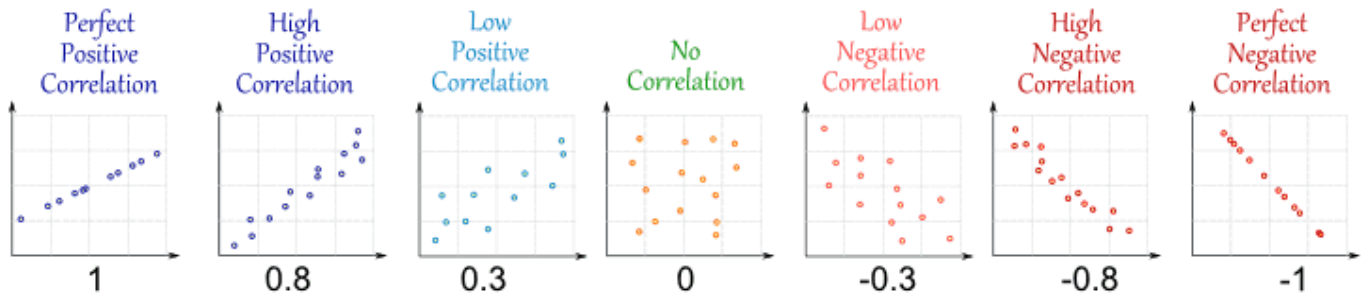 Perfect
Positive
Correlation
High
Positive
Correlation
Low
Positive
Correlation
No
Correlation
Low
Negative
Correlation
High
Negative
Correlation
Perfect
Negative
Correlation
1
0.8
0.3
0
-0.3
-0.8
-1